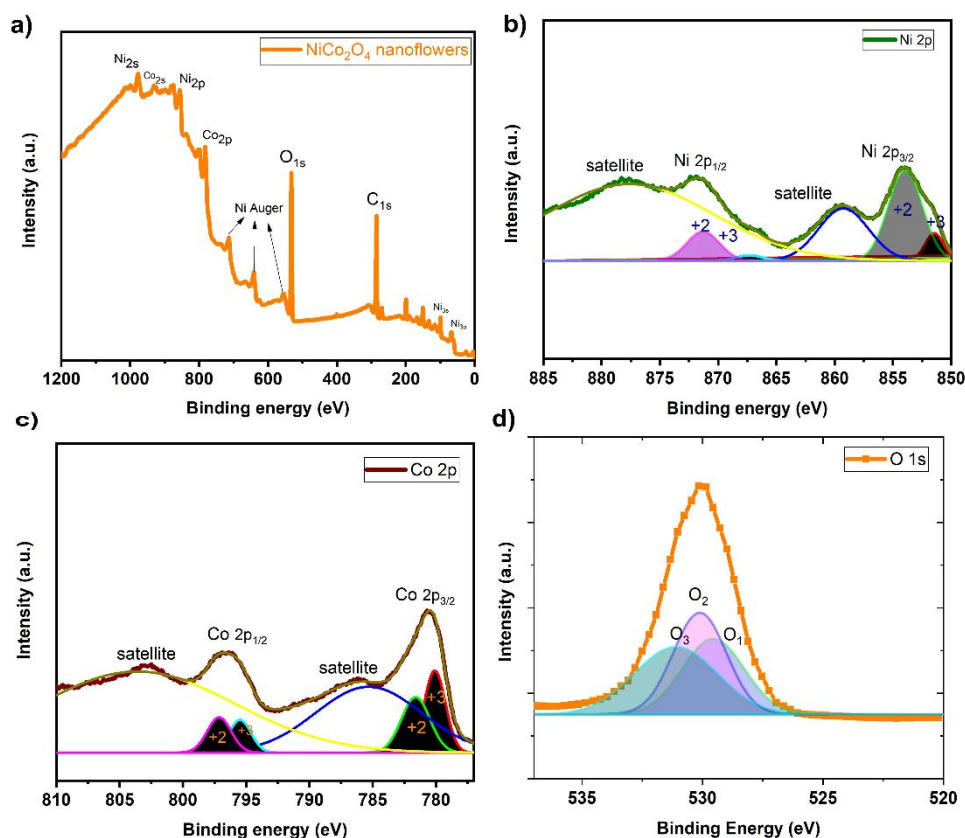 a)
NiCo₂O₄ nanoflowers
Ni₂ₛ
Co₂ₛ
Ni₂ₚ
Co₂ₚ
O₁ₛ
C₁ₛ
Ni Auger
Ni₃ₛ
Intensity (a.u.)
1200 1000 800 600 400 200 0
Binding energy (eV)
b)
Ni 2p
satellite
Ni 2p₁/₂
satellite
Ni 2p₃/₂
+2
+3
+2
+3
Intensity (a.u.)
885 880 875 870 865 860 855 850
Binding energy (eV)
c)
Co 2p
satellite
Co 2p₁/₂
satellite
Co 2p₃/₂
+2
+3
+2
+3
Intensity (a.u.)
810 805 800 795 790 785 780
Binding energy (eV)
d)
O 1s
O₂
O₃
O₁
Intensity (a.u.)
535 530 525 520
Binding Energy (eV)